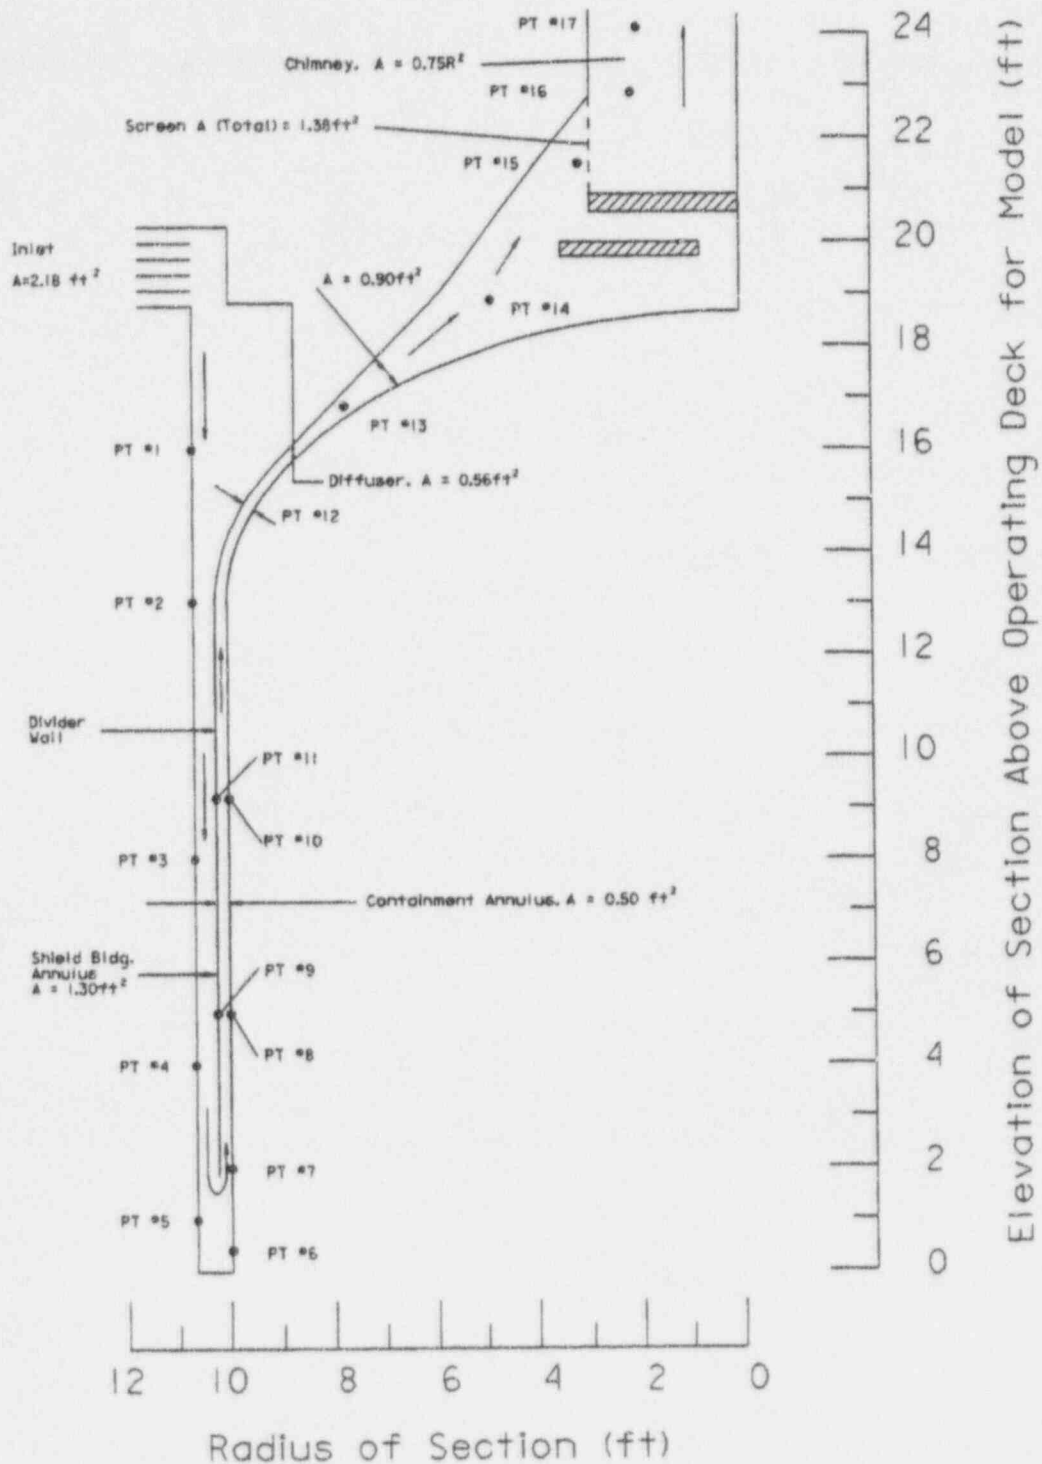 PT #17
24
Chimney. A = 0.75R²
PT #16
Screen A (Total) = 1.38ft²
22
PT #15
Inlet
A=2.18 ft²
20
A = 0.90ft²
PT #14
18
PT #13
PT #1
16
Diffuser. A = 0.56ft²
PT #12
14
PT #2
12
Divider
Wall
10
PT #11
PT #10
PT #3
8
Containment Annulus. A = 0.50 ft²
Shield Bldg.
Annulus
A = 1.30ft²
PT #9
6
PT #8
PT #4
4
PT #7
2
PT #5
PT #6
0
Elevation of Section Above Operating Deck for Model (ft)
12 10 8 6 4 2 0
Radius of Section (ft)